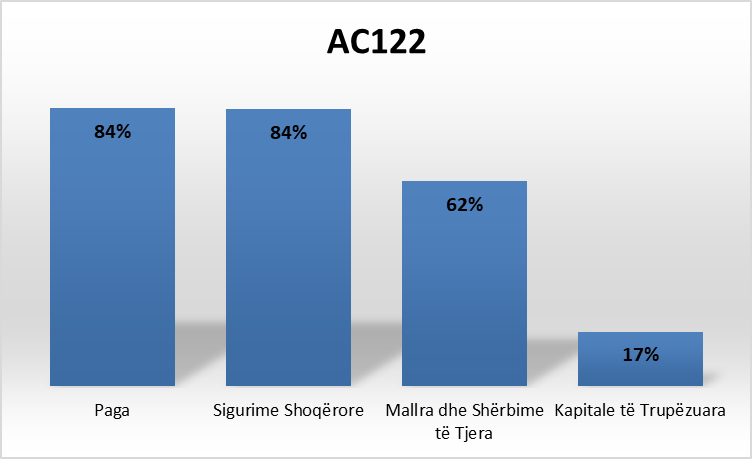 AC122
84%
84%
62%
17%
Paga
Sigurime Shoqërore
Mallra dhe Shërbime
të Tjera
Kapitale të Trupëzuara